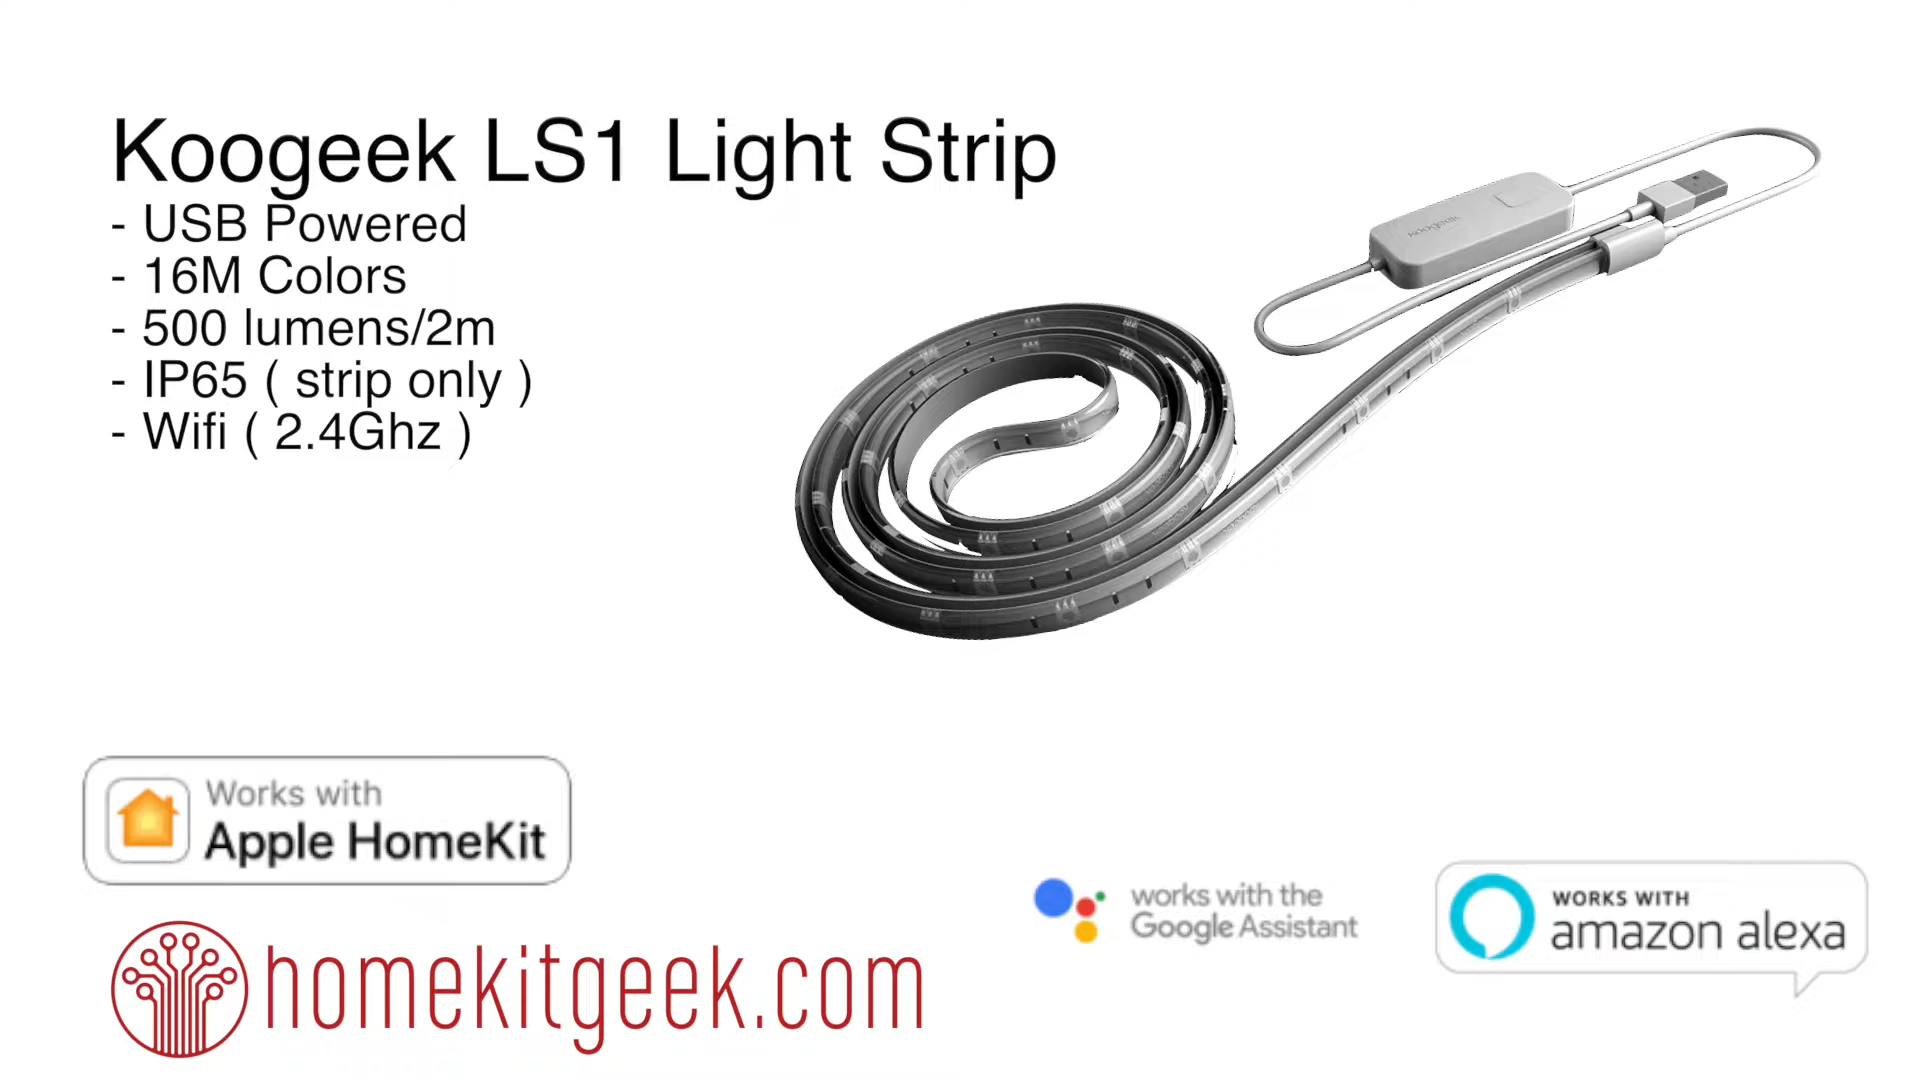 Koogeek LS1 Light Strip
- USB Powered
- 16M Colors
- 500 lumens/2m
- IP65 ( strip only )
- Wifi ( 2.4Ghz )
Koogeek
Works with
Apple HomeKit
works with the
Google Assistant
WORKS WITH
amazon alexa
homekitgeek.com